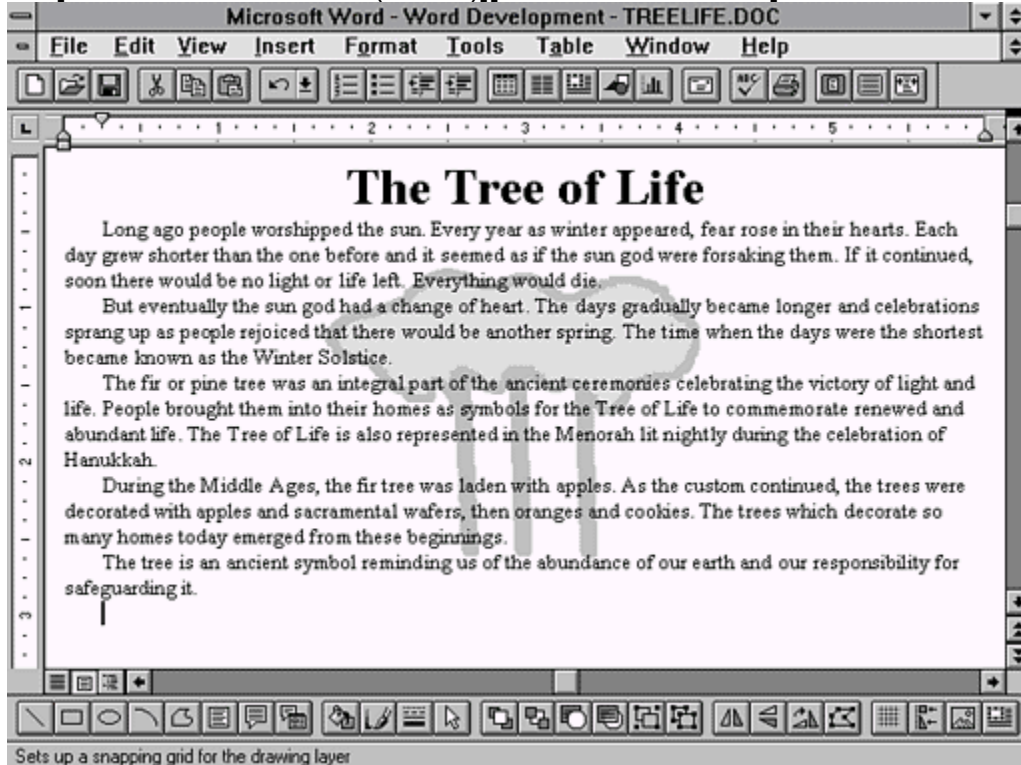 Microsoft Word - Word Development - TREELIFE.DOC
File Edit View Insert Format Tools Table Window Help
1 2 3 4 5
The Tree of Life
Long ago people worshipped the sun. Every year as winter appeared, fear rose in their hearts. Each
day grew shorter than the one before and it seemed as if the sun god were forsaking them. If it continued,
soon there would be no light or life left. Everything would die.
But eventually the sun god had a change of heart. The days gradually became longer and celebrations
sprang up as people rejoiced that there would be another spring. The time when the days were the shortest
became known as the Winter Solstice.
The fir or pine tree was an integral part of the ancient ceremonies celebrating the victory of light and
life. People brought them into their homes as symbols for the Tree of Life to commemorate renewed and
abundant life. The Tree of Life is also represented in the Menorah lit nightly during the celebration of
Hanukkah.
During the Middle Ages, the fir tree was laden with apples. As the custom continued, the trees were
decorated with apples and sacramental wafers, then oranges and cookies. The trees which decorate so
many homes today emerged from these beginnings.
The tree is an ancient symbol reminding us of the abundance of our earth and our responsibility for
safeguarding it.
1
2
3
Sets up a snapping grid for the drawing layer